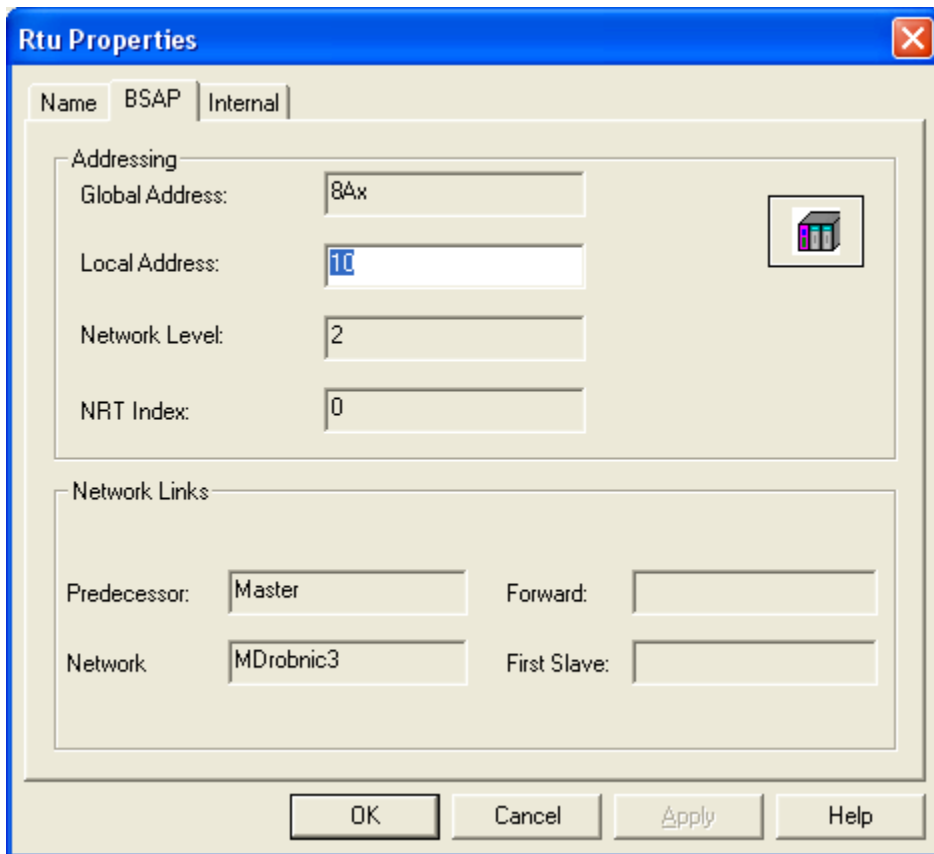 Rtu Properties
Name BSAP Internal
Addressing
Global Address: 8Ax
Local Address: 10
Network Level: 2
NRT Index: 0
Network Links
Predecessor: Master Forward:
Network MDrobnic3 First Slave:
OK Cancel Apply Help